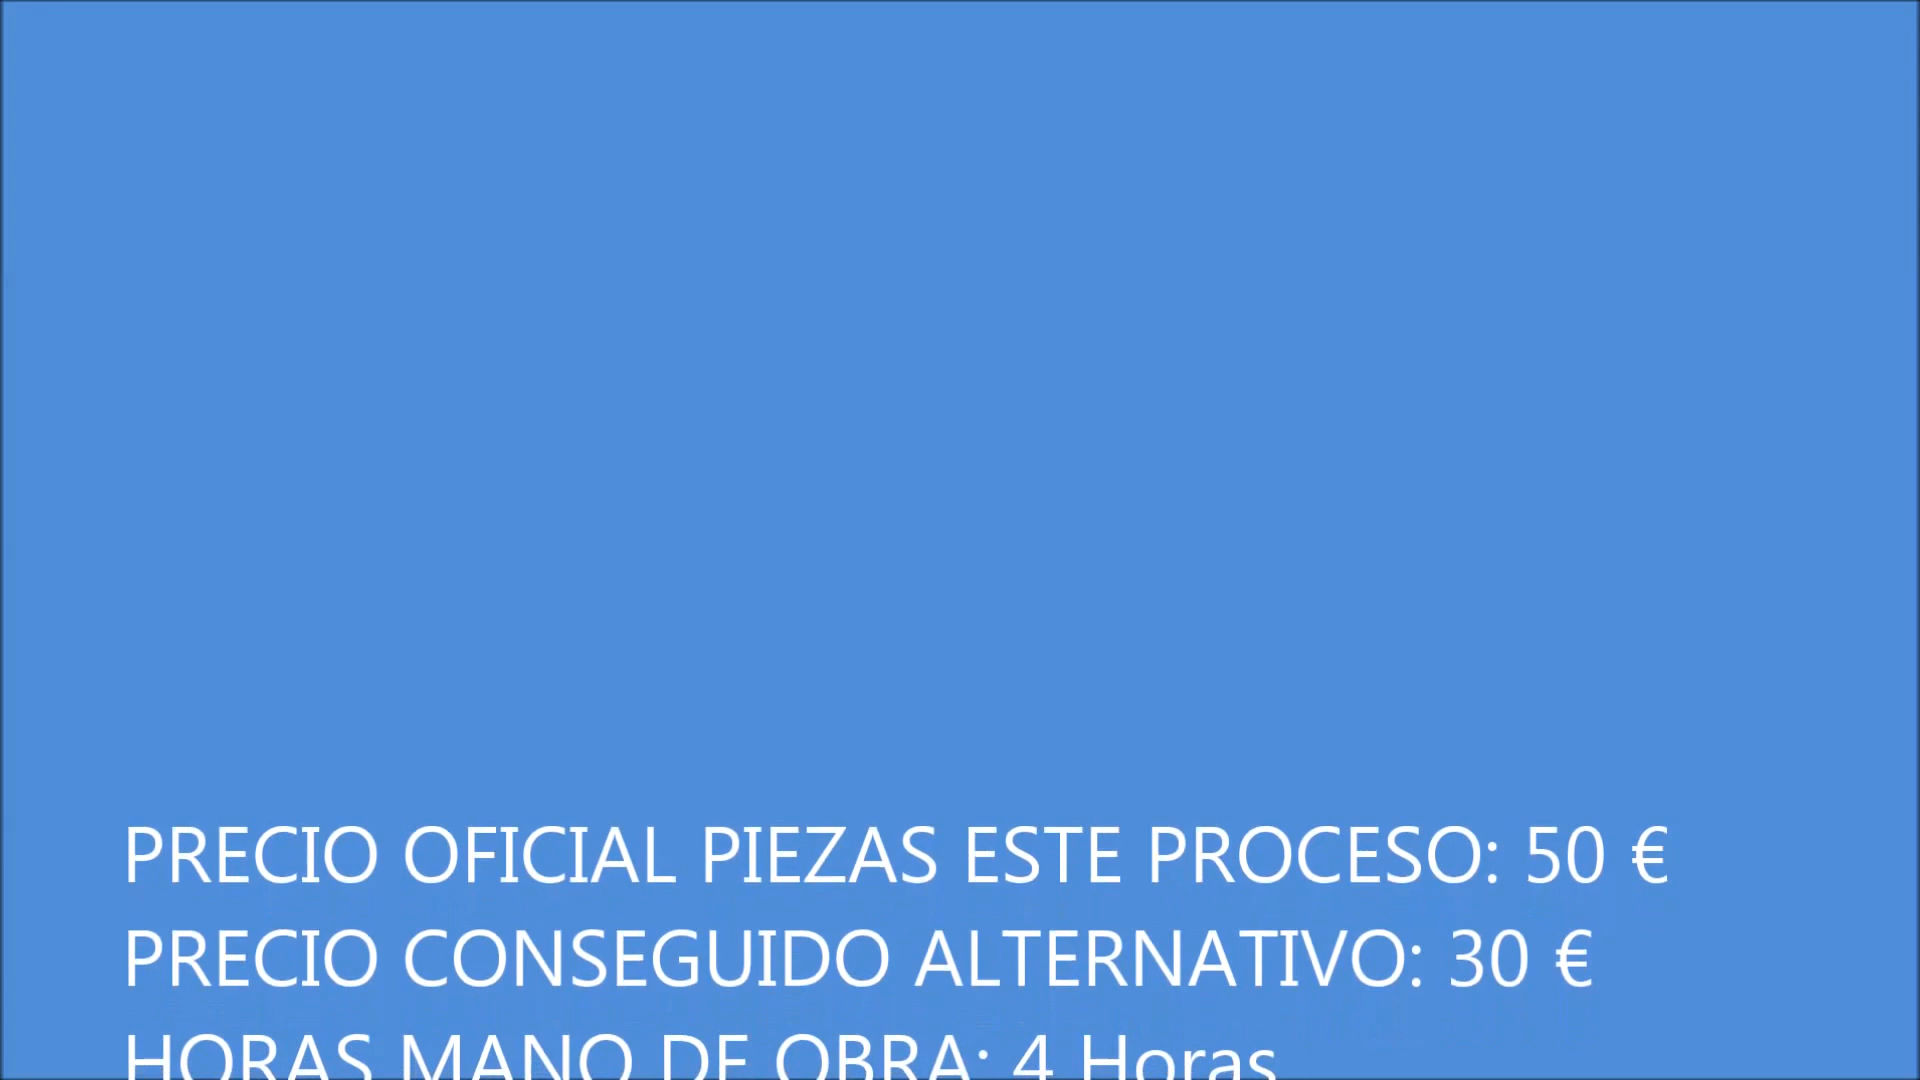 PRECIO OFICIAL PIEZAS ESTE PROCESO: 50 €
PRECIO CONSEGUIDO ALTERNATIVO: 30 €
HORAS MANO DE OBRA: 4 Horas